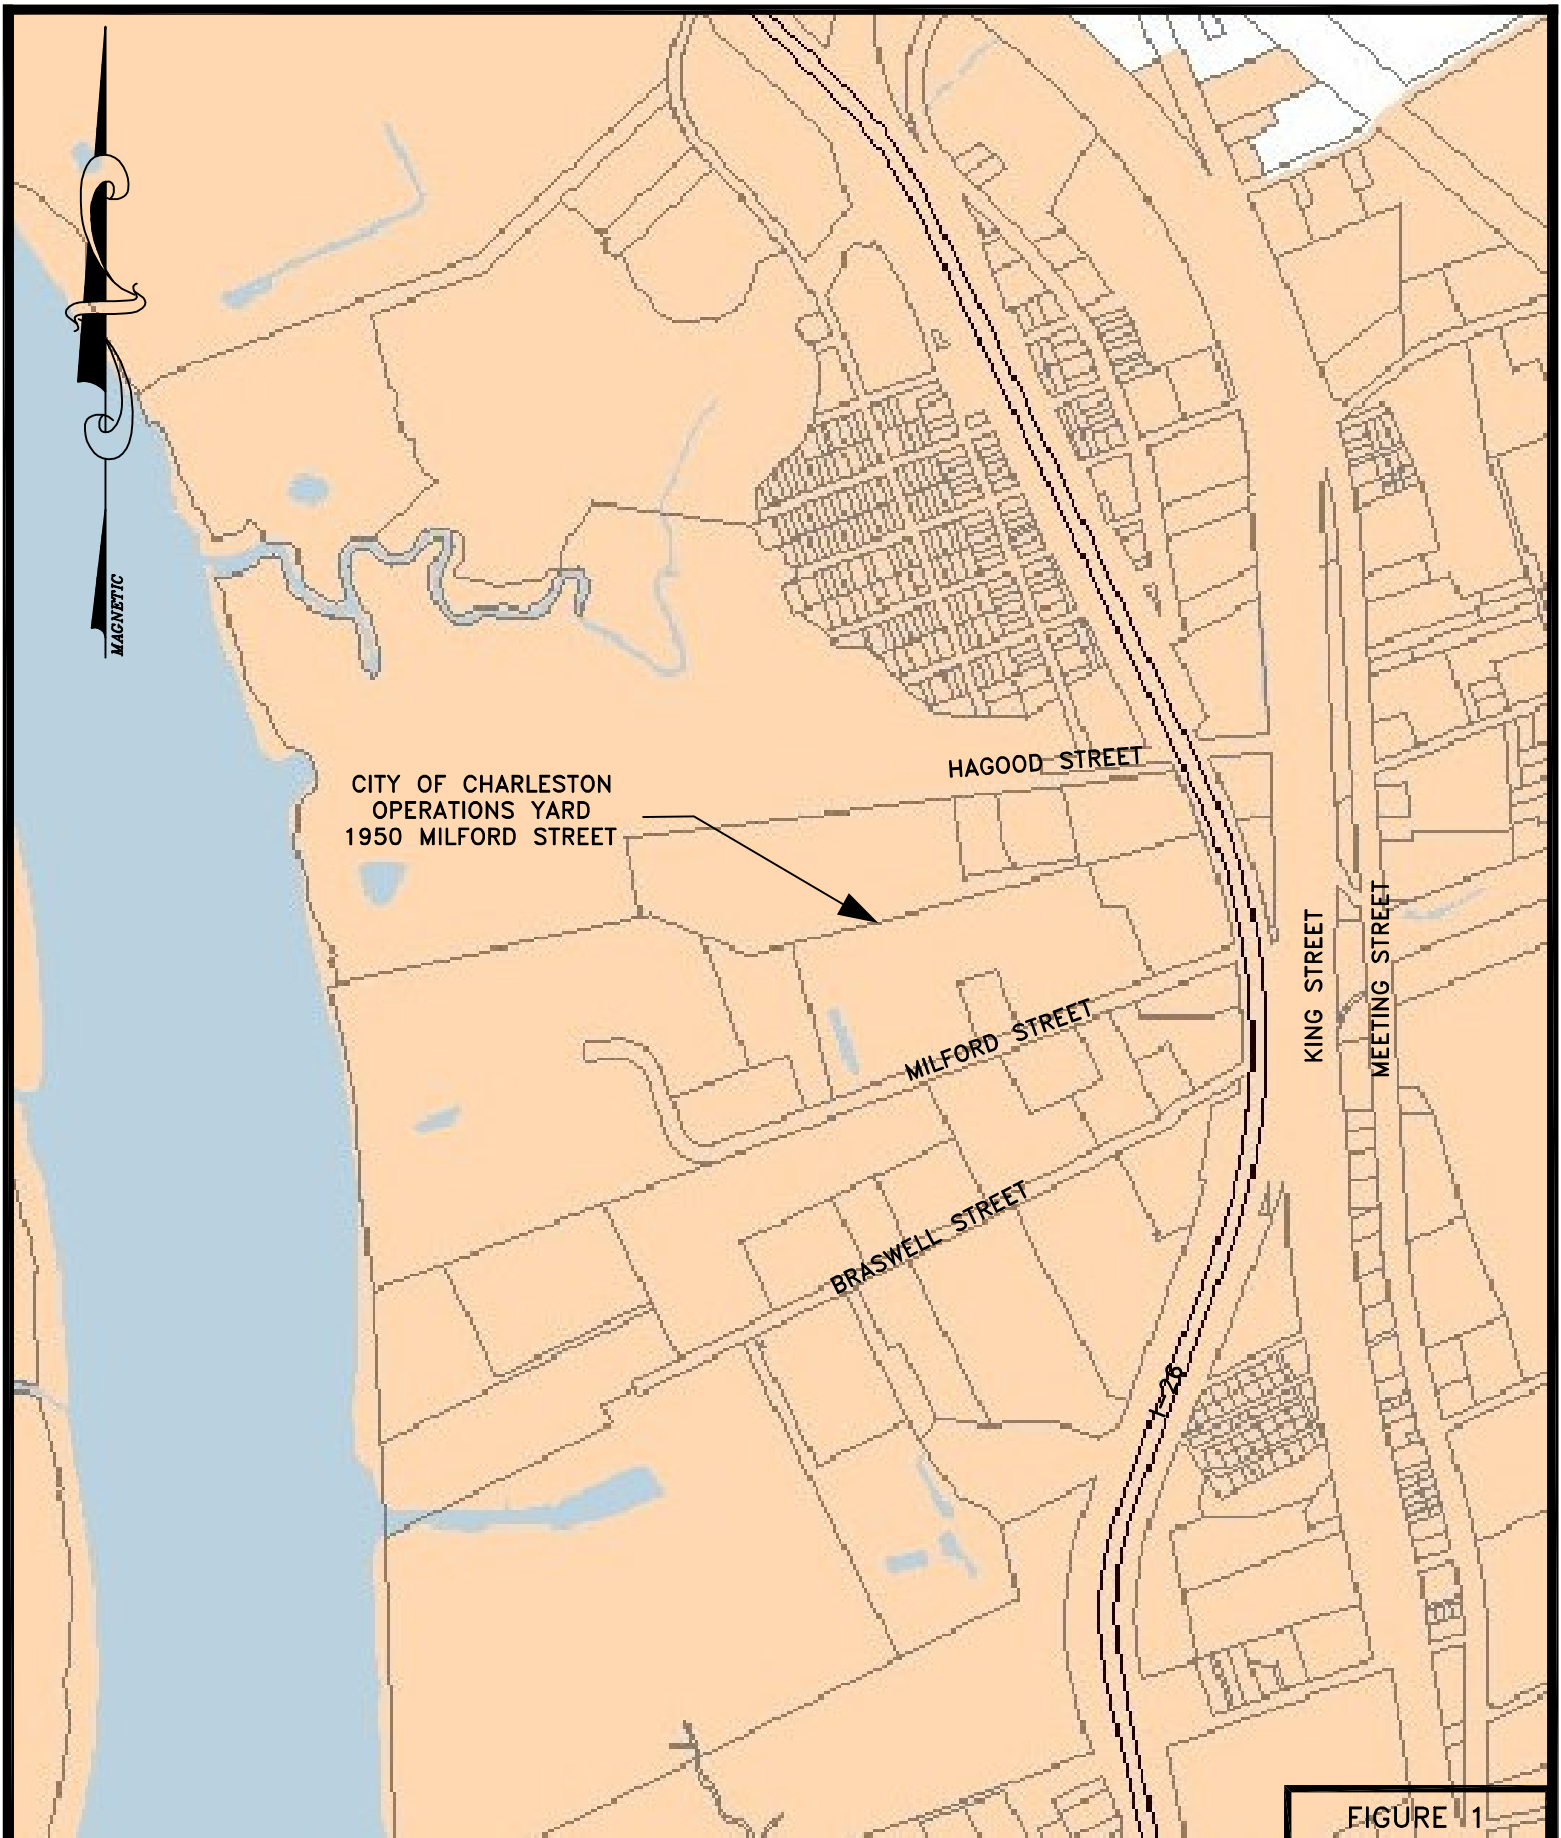 MAGNETIC
CITY OF CHARLESTON
OPERATIONS YARD
1950 MILFORD STREET
HAGOOD STREET
KING STREET
MEETING STREET
MILFORD STREET
BRASWELL STREET
I-26
FIGURE 1